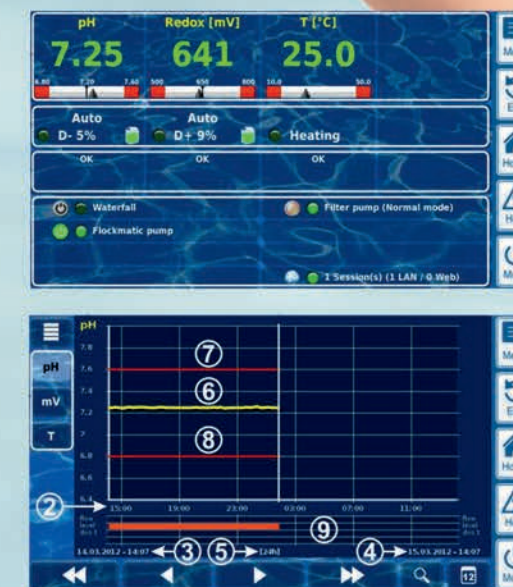 pH Redox [mV] T [°C]
7.25 641 25.0
6.80 7.20 7.60 500 650 800 10.0 50.0
Auto Auto
D- 5% D+ 9% Heating
OK OK OK
Waterfall Filter pump (Normal mode)
Flockmatic pump
1 Session(s) (1 LAN / 0 Web)
pH
7.8
pH 7.6 7
7.4
mV 6
7.2
T 7 8
6.8
6.6
6.4
2 15:00 19:00 23:00 03:00 07:00 11:00
9
14.03.2012 - 14:07 3 5 [24h] 4 15.03.2012 - 14:07
12